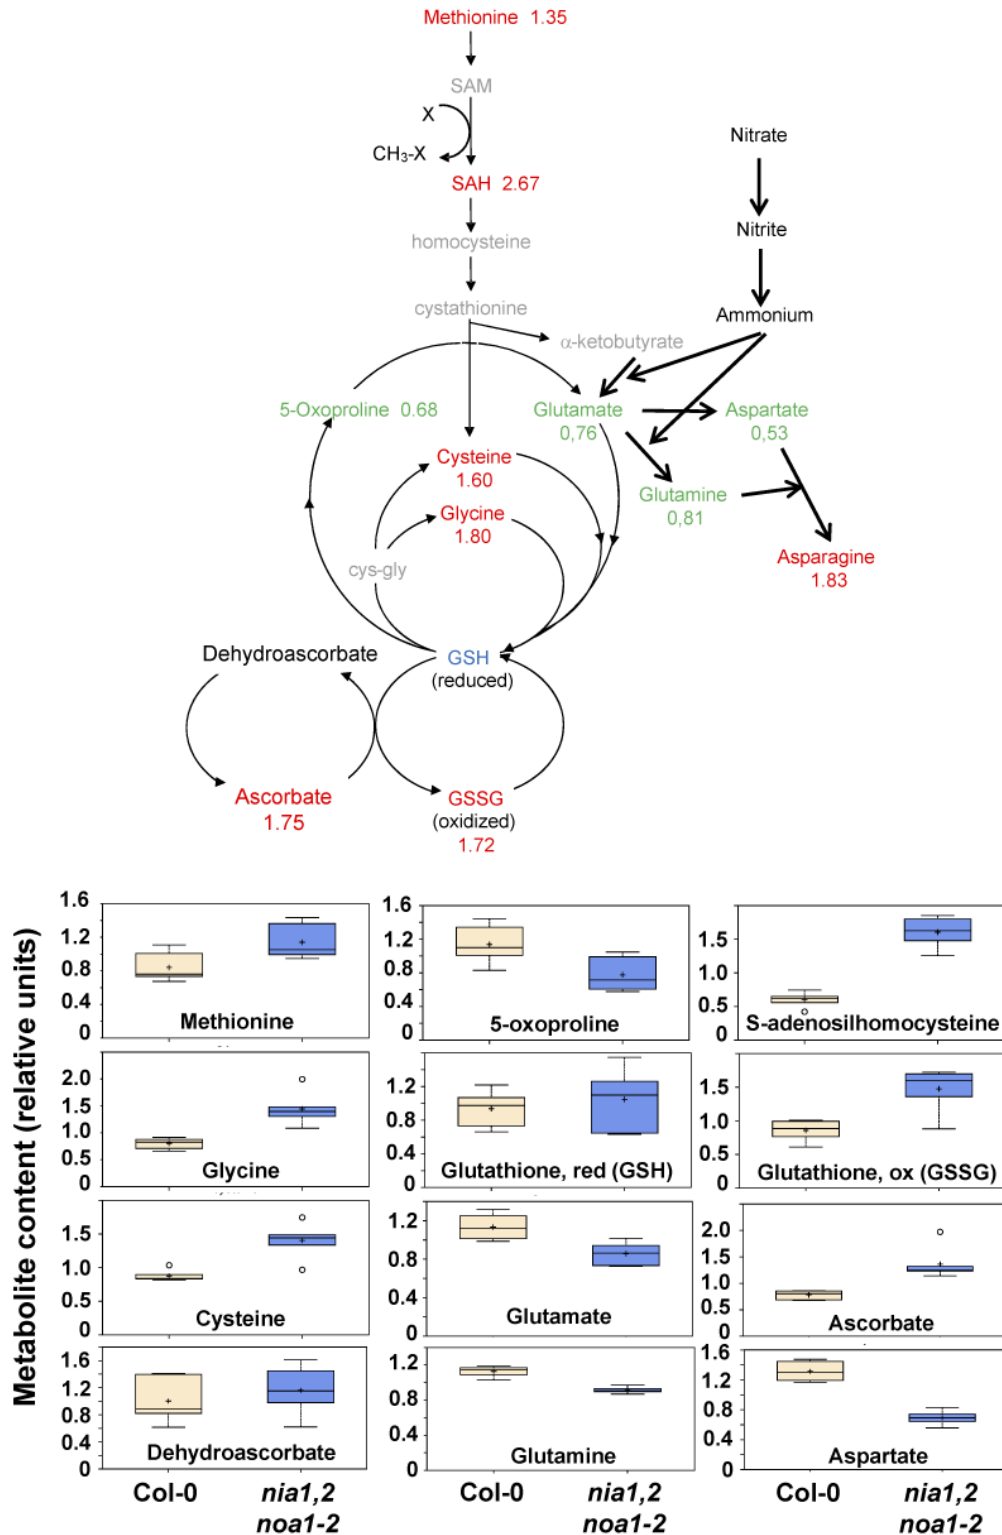 Methionine 1.35
SAM
X
CH3-X
SAH 2.67
homocysteine
cystathionine
α-ketobutyrate
Nitrate
Nitrite
Ammonium
5-Oxoproline 0.68
Glutamate
0,76
Aspartate
0,53
Cysteine
1.60
Glutamine
0,81
Glycine
1.80
Asparagine
1.83
cys-gly
Dehydroascorbate
GSH
(reduced)
Ascorbate
1.75
GSSG
(oxidized)
1.72
Metabolite content (relative units)
1.6
1.2
0.8
0.4
0
Methionine
1.6
1.2
0.8
0.4
0
5-oxoproline
1.5
1.0
0.5
0
S-adenosilhomocysteine
2.0
1.5
1.0
0.5
0
Glycine
1.2
0.8
0.4
0
Glutathione, red (GSH)
1.5
1.0
0.5
0
Glutathione, ox (GSSG)
1.5
1.0
0.5
0
Cysteine
1.2
0.8
0.4
0
Glutamate
2.0
1.5
1.0
0.5
0
Ascorbate
1.6
1.2
0.8
0.4
0
Dehydroascorbate
1.2
0.8
0.4
0
Glutamine
1.6
1.2
0.8
0.4
0
Aspartate
Col-0 nia1,2 Col-0 nia1,2 Col-0 nia1,2
noa1-2 noa1-2 noa1-2